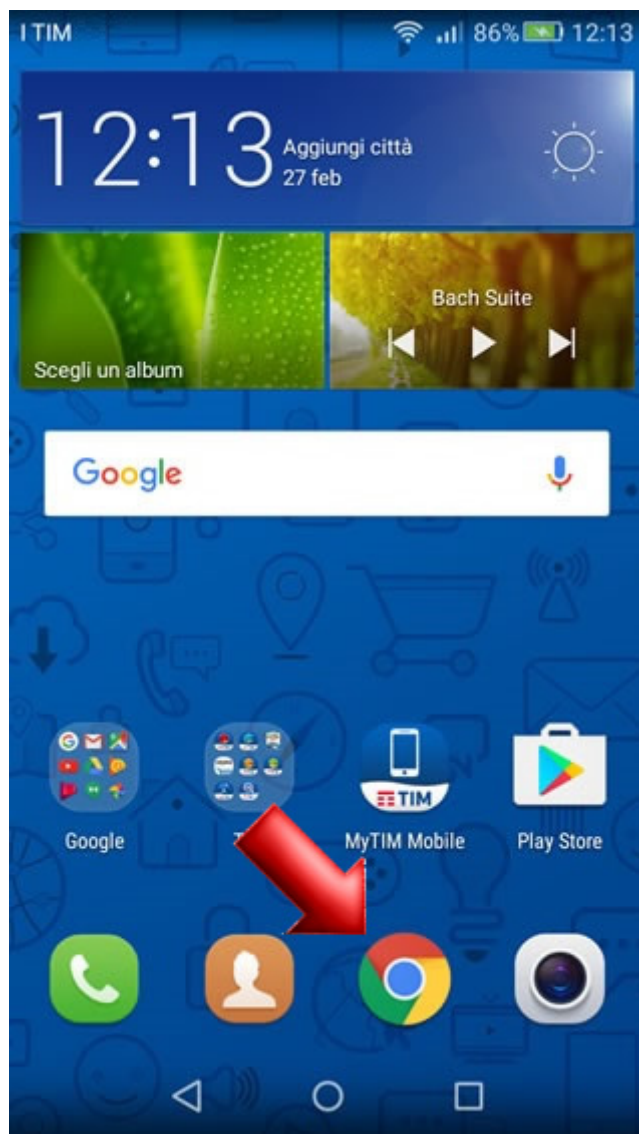 I TIM 86% 12:13
12:13
Aggiungi città
27 feb
Scegli un album
Bach Suite
Google
TIM
Google
MyTIM Mobile
Play Store